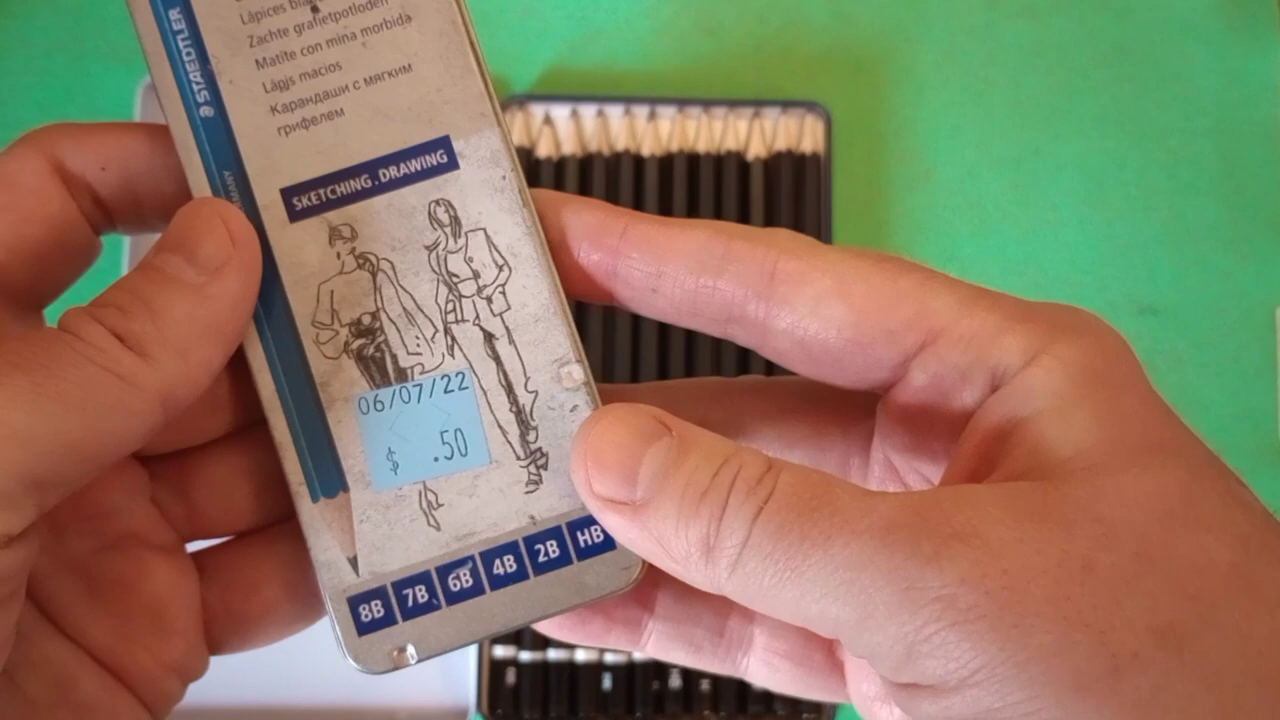 STAEDTLER
Lápices
Zachte grafietpotloden
Matite con mina morbida
Lápis macios
Карандаши с мягким
грифелем
SKETCHING . DRAWING
06/07/22
$ .50
8B 7B 6B 4B 2B HB